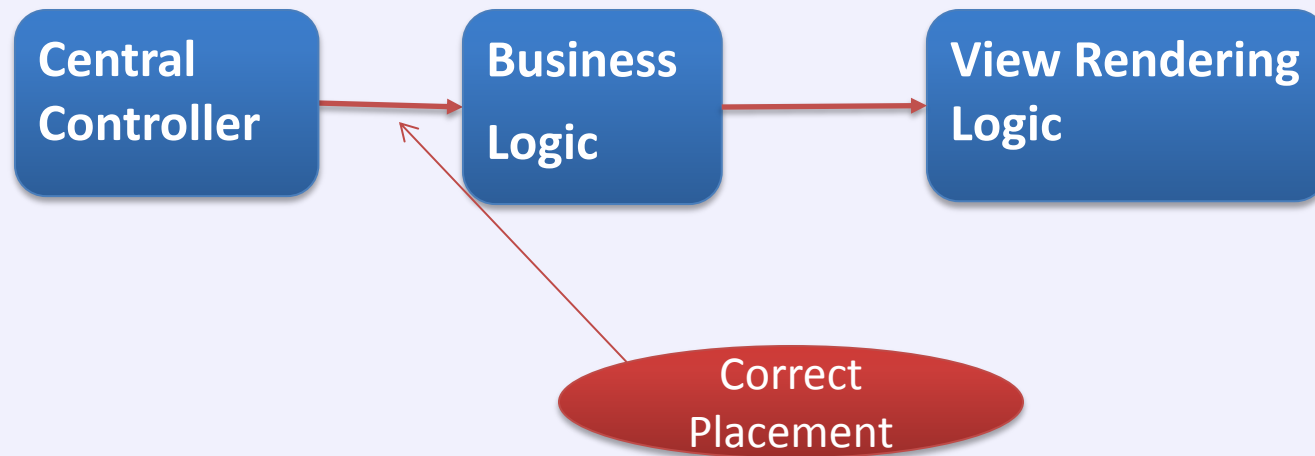 Central
Controller
Business
Logic
View Rendering
Logic
Correct
Placement